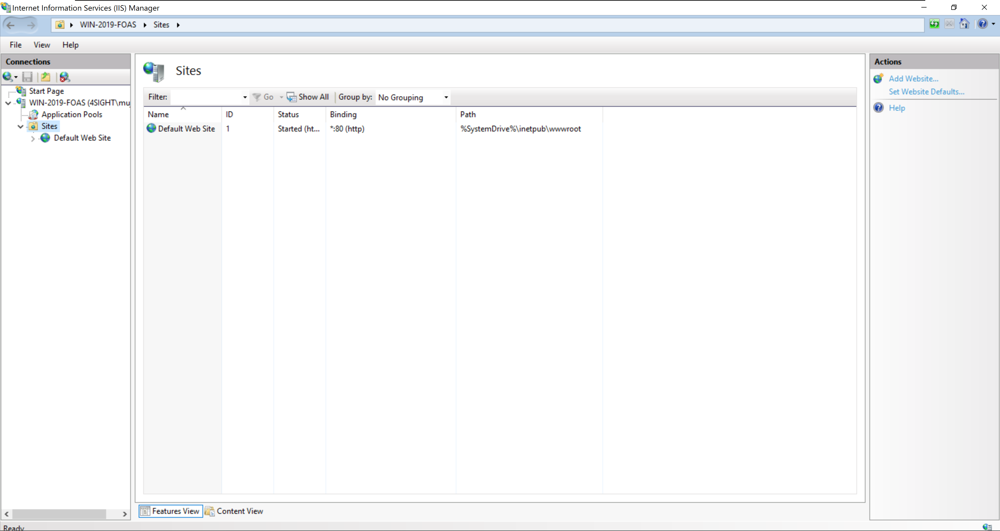 Internet Information Services (IIS) Manager
WIN-2019-FOAS Sites
File View Help
Connections
Start Page
WIN-2019-FOAS (4SIGHT\mu
Application Pools
Sites
Default Web Site
Sites
Filter: Go Show All Group by: No Grouping
Name ID Status Binding Path
Default Web Site 1 Started (ht... *:80 (http) %SystemDrive%\inetpub\wwwroot
Features View Content View
Actions
Add Website...
Set Website Defaults...
Help
Ready